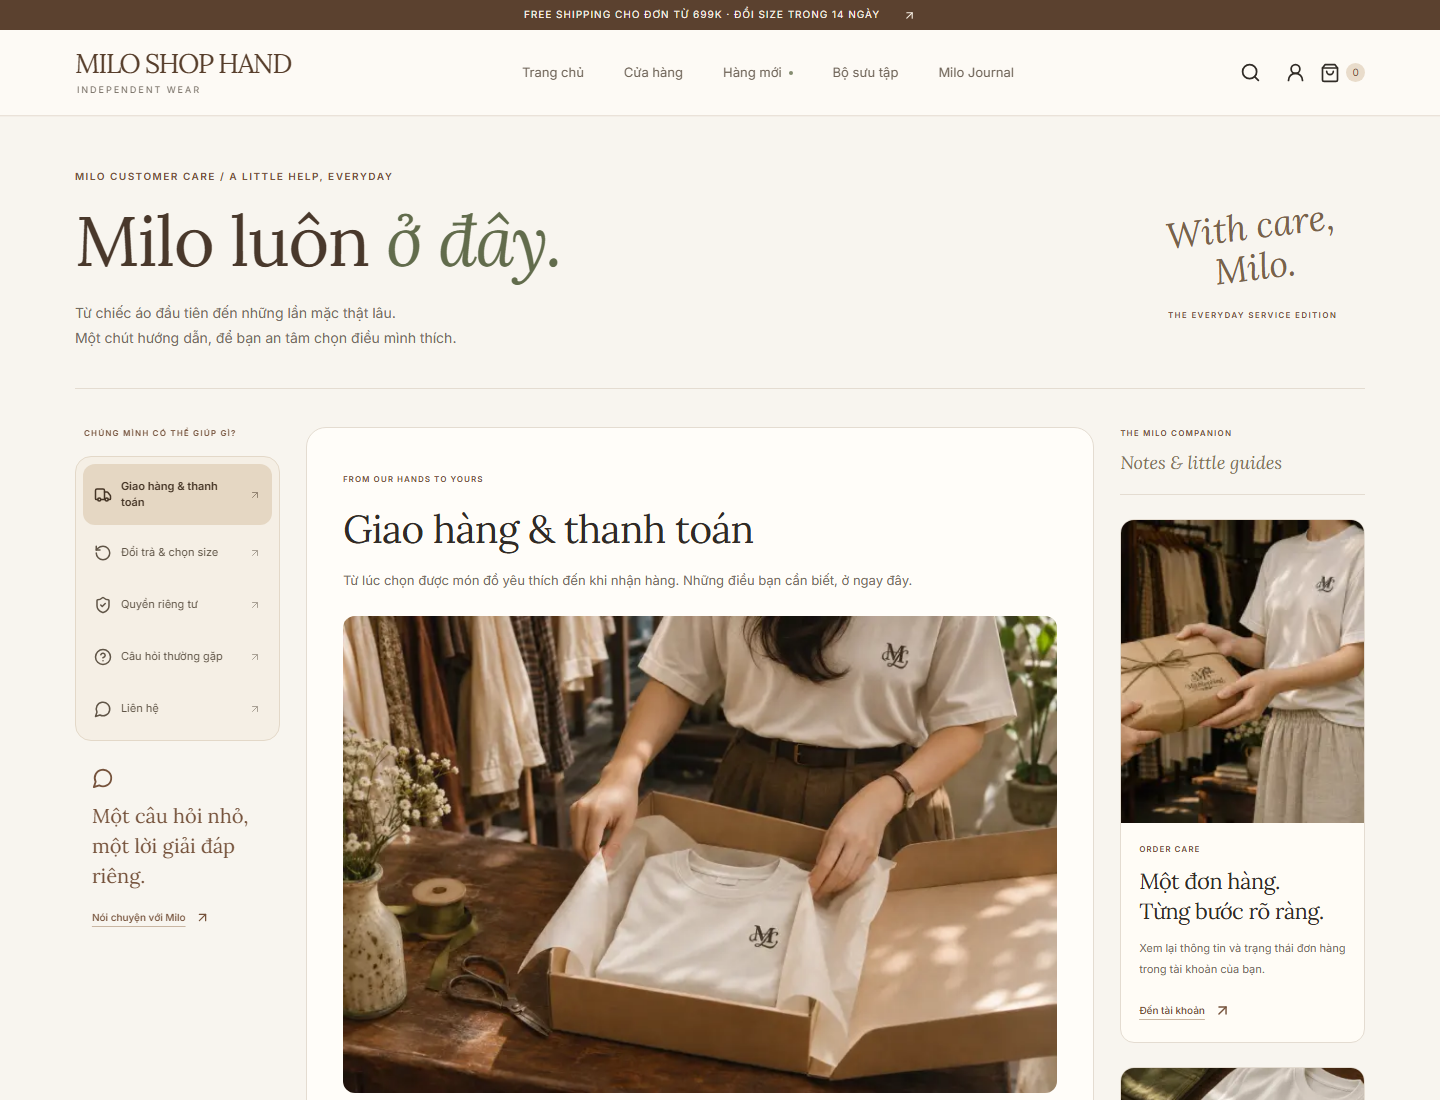 FREE SHIPPING CHO ĐƠN TỪ 699K · ĐỔI SIZE TRONG 14 NGÀY
MILO SHOP HAND
INDEPENDENT WEAR
Trang chủ
Cửa hàng
Hàng mới
Bộ sưu tập
Milo Journal
0
MILO CUSTOMER CARE / A LITTLE HELP, EVERYDAY
Milo luôn ở đây.
Từ chiếc áo đầu tiên đến những lần mặc thật lâu.
Một chút hướng dẫn, để bạn an tâm chọn điều mình thích.
With care,
Milo.
THE EVERYDAY SERVICE EDITION
CHÚNG MÌNH CÓ THỂ GIÚP GÌ?
Giao hàng & thanh
toán
Đổi trả & chọn size
Quyền riêng tư
Câu hỏi thường gặp
Liên hệ
Một câu hỏi nhỏ,
một lời giải đáp
riêng.
Nói chuyện với Milo
FROM OUR HANDS TO YOURS
Giao hàng & thanh toán
Từ lúc chọn được món đồ yêu thích đến khi nhận hàng. Những điều bạn cần biết, ở ngay đây.
THE MILO COMPANION
Notes & little guides
ORDER CARE
Một đơn hàng.
Từng bước rõ ràng.
Xem lại thông tin và trạng thái đơn hàng
trong tài khoản của bạn.
Đến tài khoản